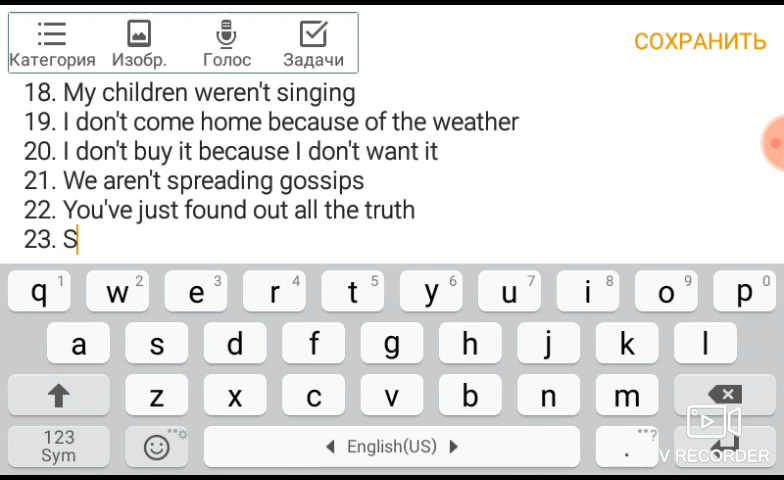 СОХРАНИТЬ
Категория Изобр. Голос Задачи
18. My children weren't singing
19. I don't come home because of the weather
20. I don't buy it because I don't want it
21. We aren't spreading gossips
22. You've just found out all the truth
23. S
q 1 w 2 e 3 r 4 t 5 y 6 u 7 i 8 o 9 p 0
a s d f g h j k l
z x c v b n m
123 Sym English(US) . ?
V RECORDER